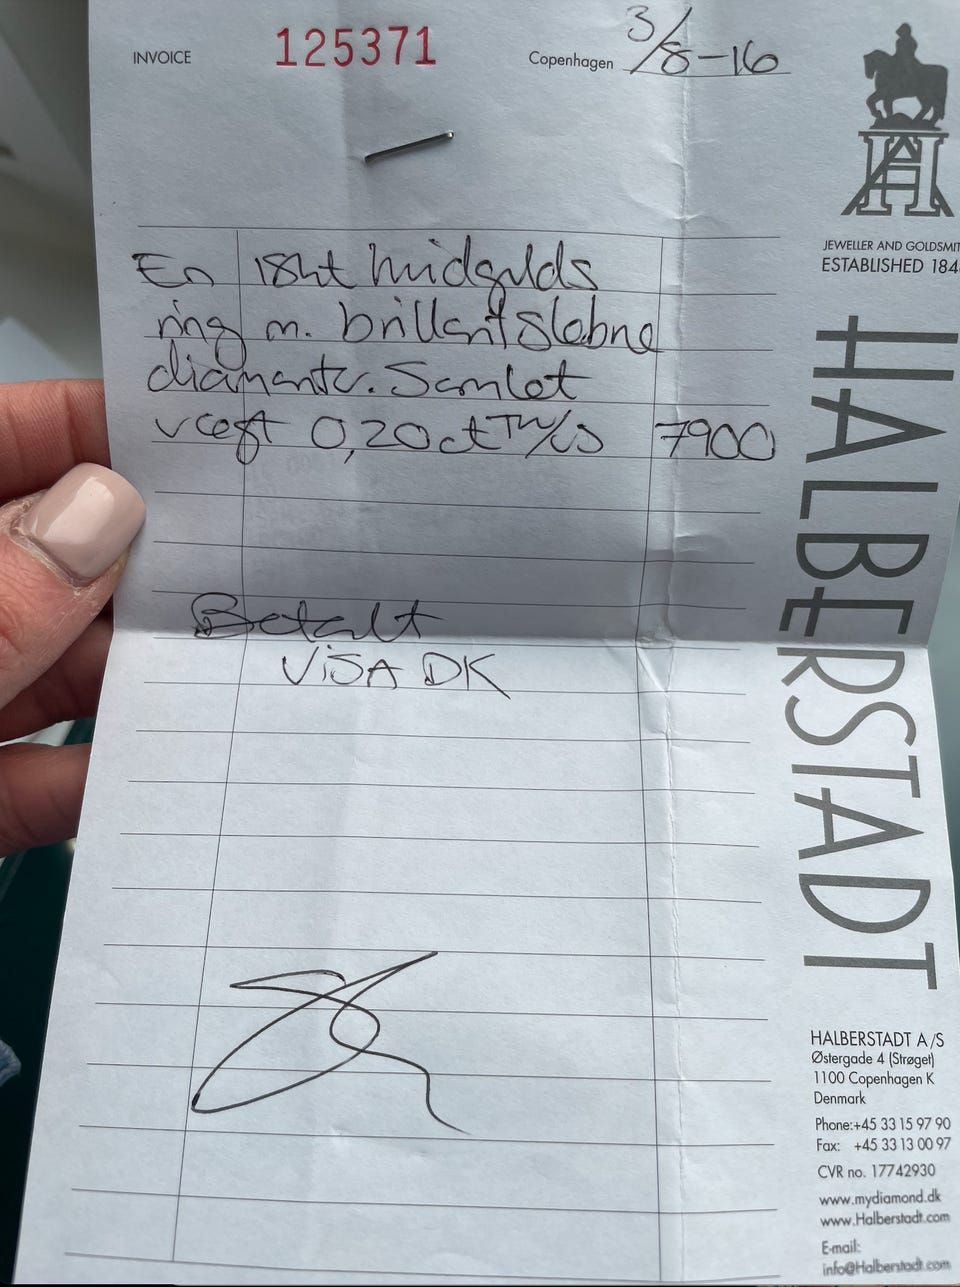 INVOICE 125371 Copenhagen 3/8-16
JEWELLER AND GOLDSMIT
ESTABLISHED 184
HALBERSTADT
En 18kt hvidgulds
ring m. brillantslebne
diamanter. Samlet
vægt 0,20 ct TW/vs 7900
Betalt
VISA DK
HALBERSTADT A/S
Østergade 4 (Strøget)
1100 Copenhagen K
Denmark
Phone:+45 33 15 97 90
Fax: +45 33 13 00 97
CVR no. 17742930
www.mydiamond.dk
www.Halberstadt.com
E-mail:
info@Halberstadt.com